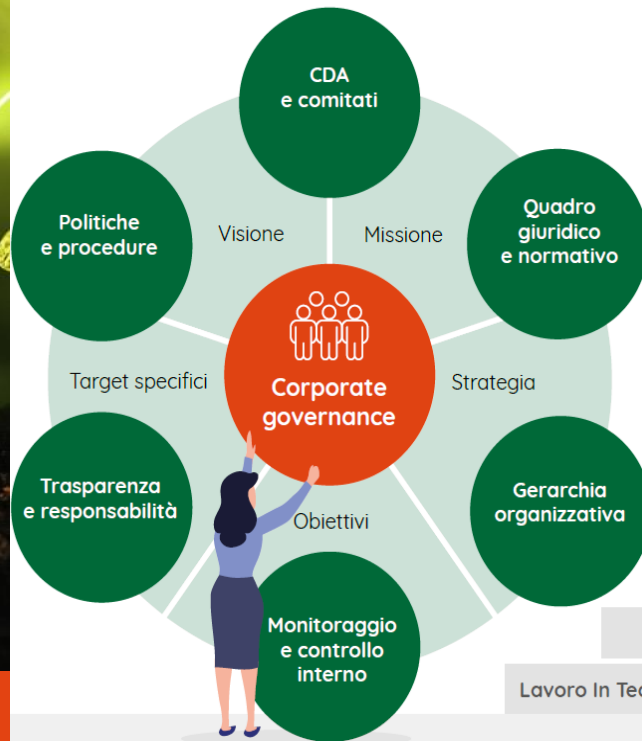 CDA
e comitati
Politiche
e procedure
Visione
Missione
Quadro
giuridico
e normativo
Corporate
governance
Target specifici
Strategia
Trasparenza
e responsabilità
Obiettivi
Gerarchia
organizzativa
Monitoraggio
e controllo
interno
Lavoro In